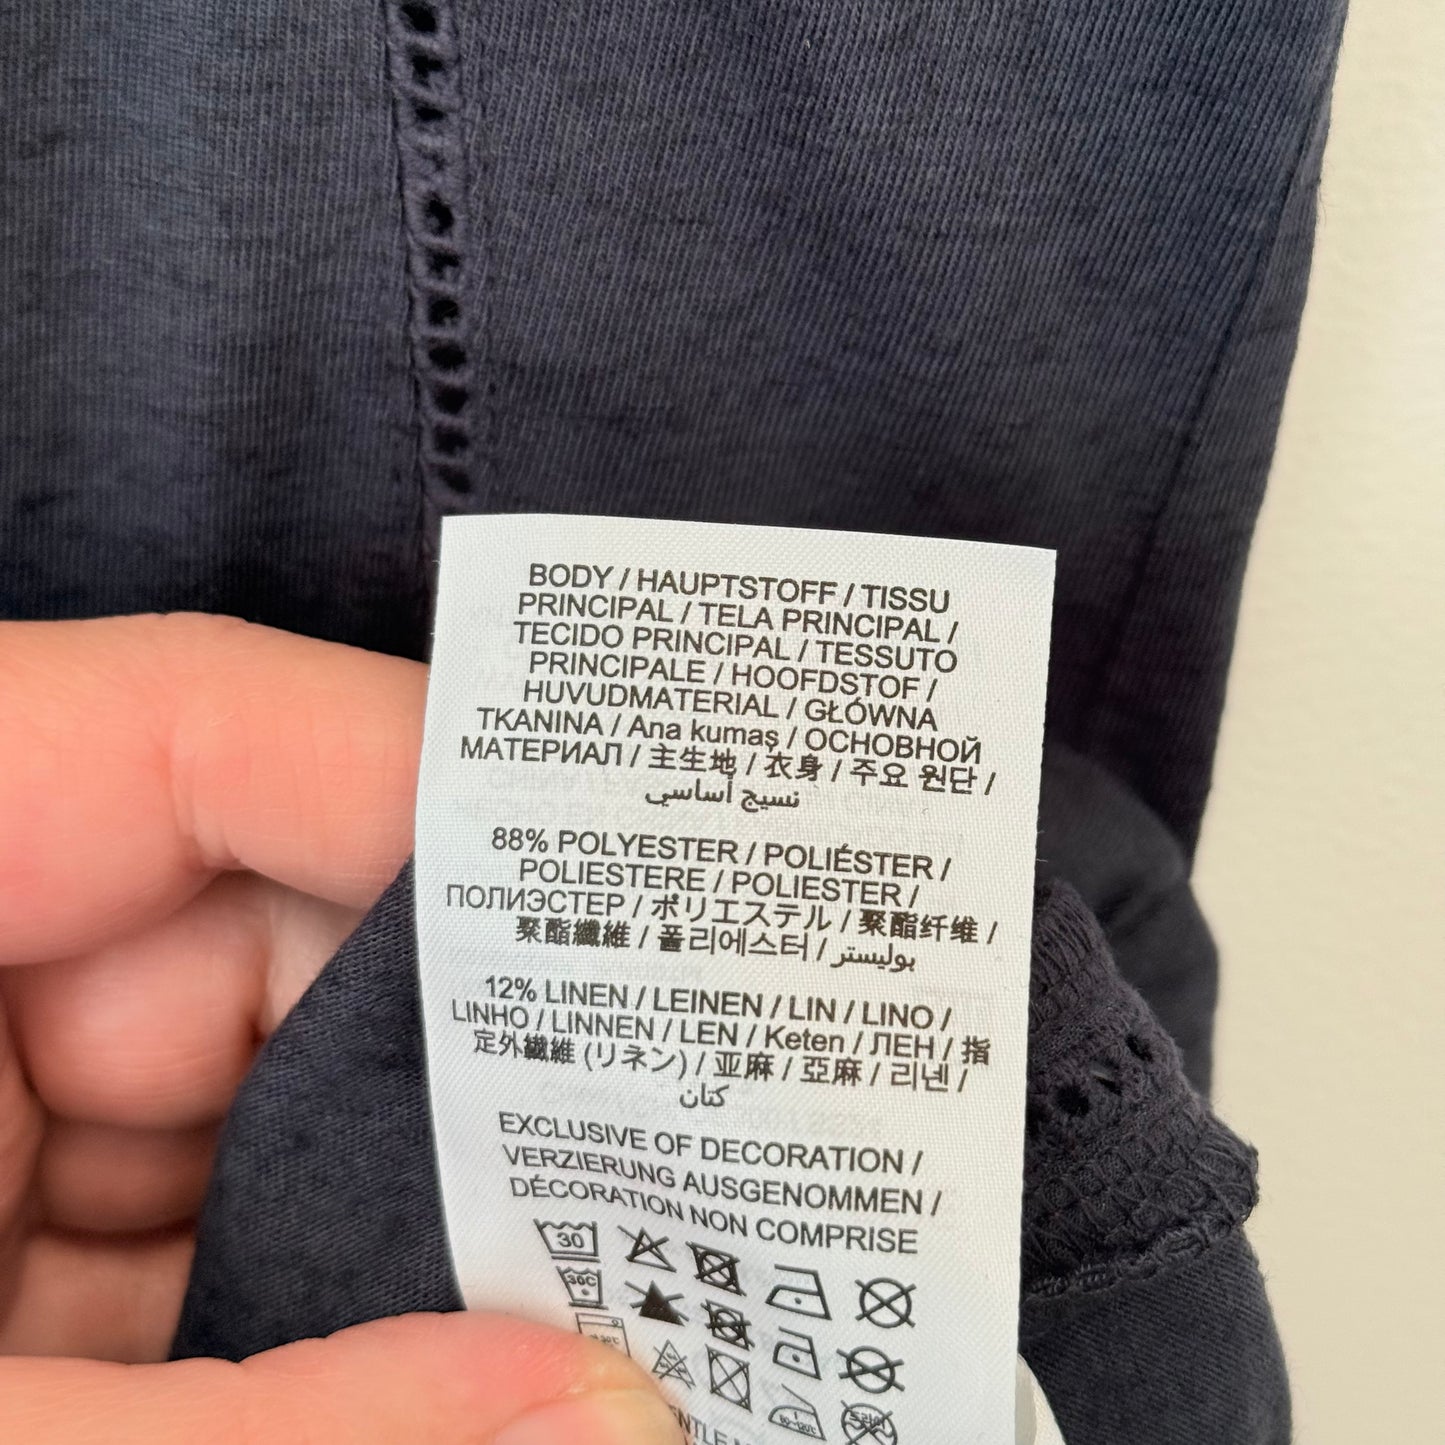 BODY / HAUPTSTOFF / TISSU
PRINCIPAL / TELA PRINCIPAL /
TECIDO PRINCIPAL / TESSUTO
PRINCIPALE / HOOFDSTOF /
HUVUDMATERIAL / GŁÓWNA
TKANINA / Ana kumaş / ОСНОВНОЙ
МАТЕРИАЛ / 主生地 / 衣身 / 주요 원단 /
نسيج أساسي
88% POLYESTER / POLIÉSTER /
POLIESTERE / POLIESTER /
ПОЛИЭСТЕР / ポリエステル / 聚酯纤维 /
聚酯纖維 / 폴리에스터 / بوليستر
12% LINEN / LEINEN / LIN / LINO /
LINHO / LINNEN / LEN / Keten / ЛЕН / 指
定外繊維 (リネン) / 亚麻 / 亞麻 / 리넨 /
كتان
EXCLUSIVE OF DECORATION /
VERZIERUNG AUSGENOMMEN /
DÉCORATION NON COMPRISE
30
30C